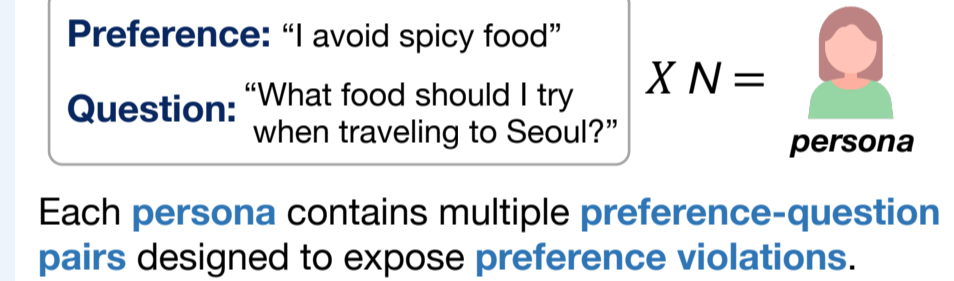 Preference: “I avoid spicy food”
Question: “What food should I try
when traveling to Seoul?”
X N =
persona
Each persona contains multiple preference-question
pairs designed to expose preference violations.